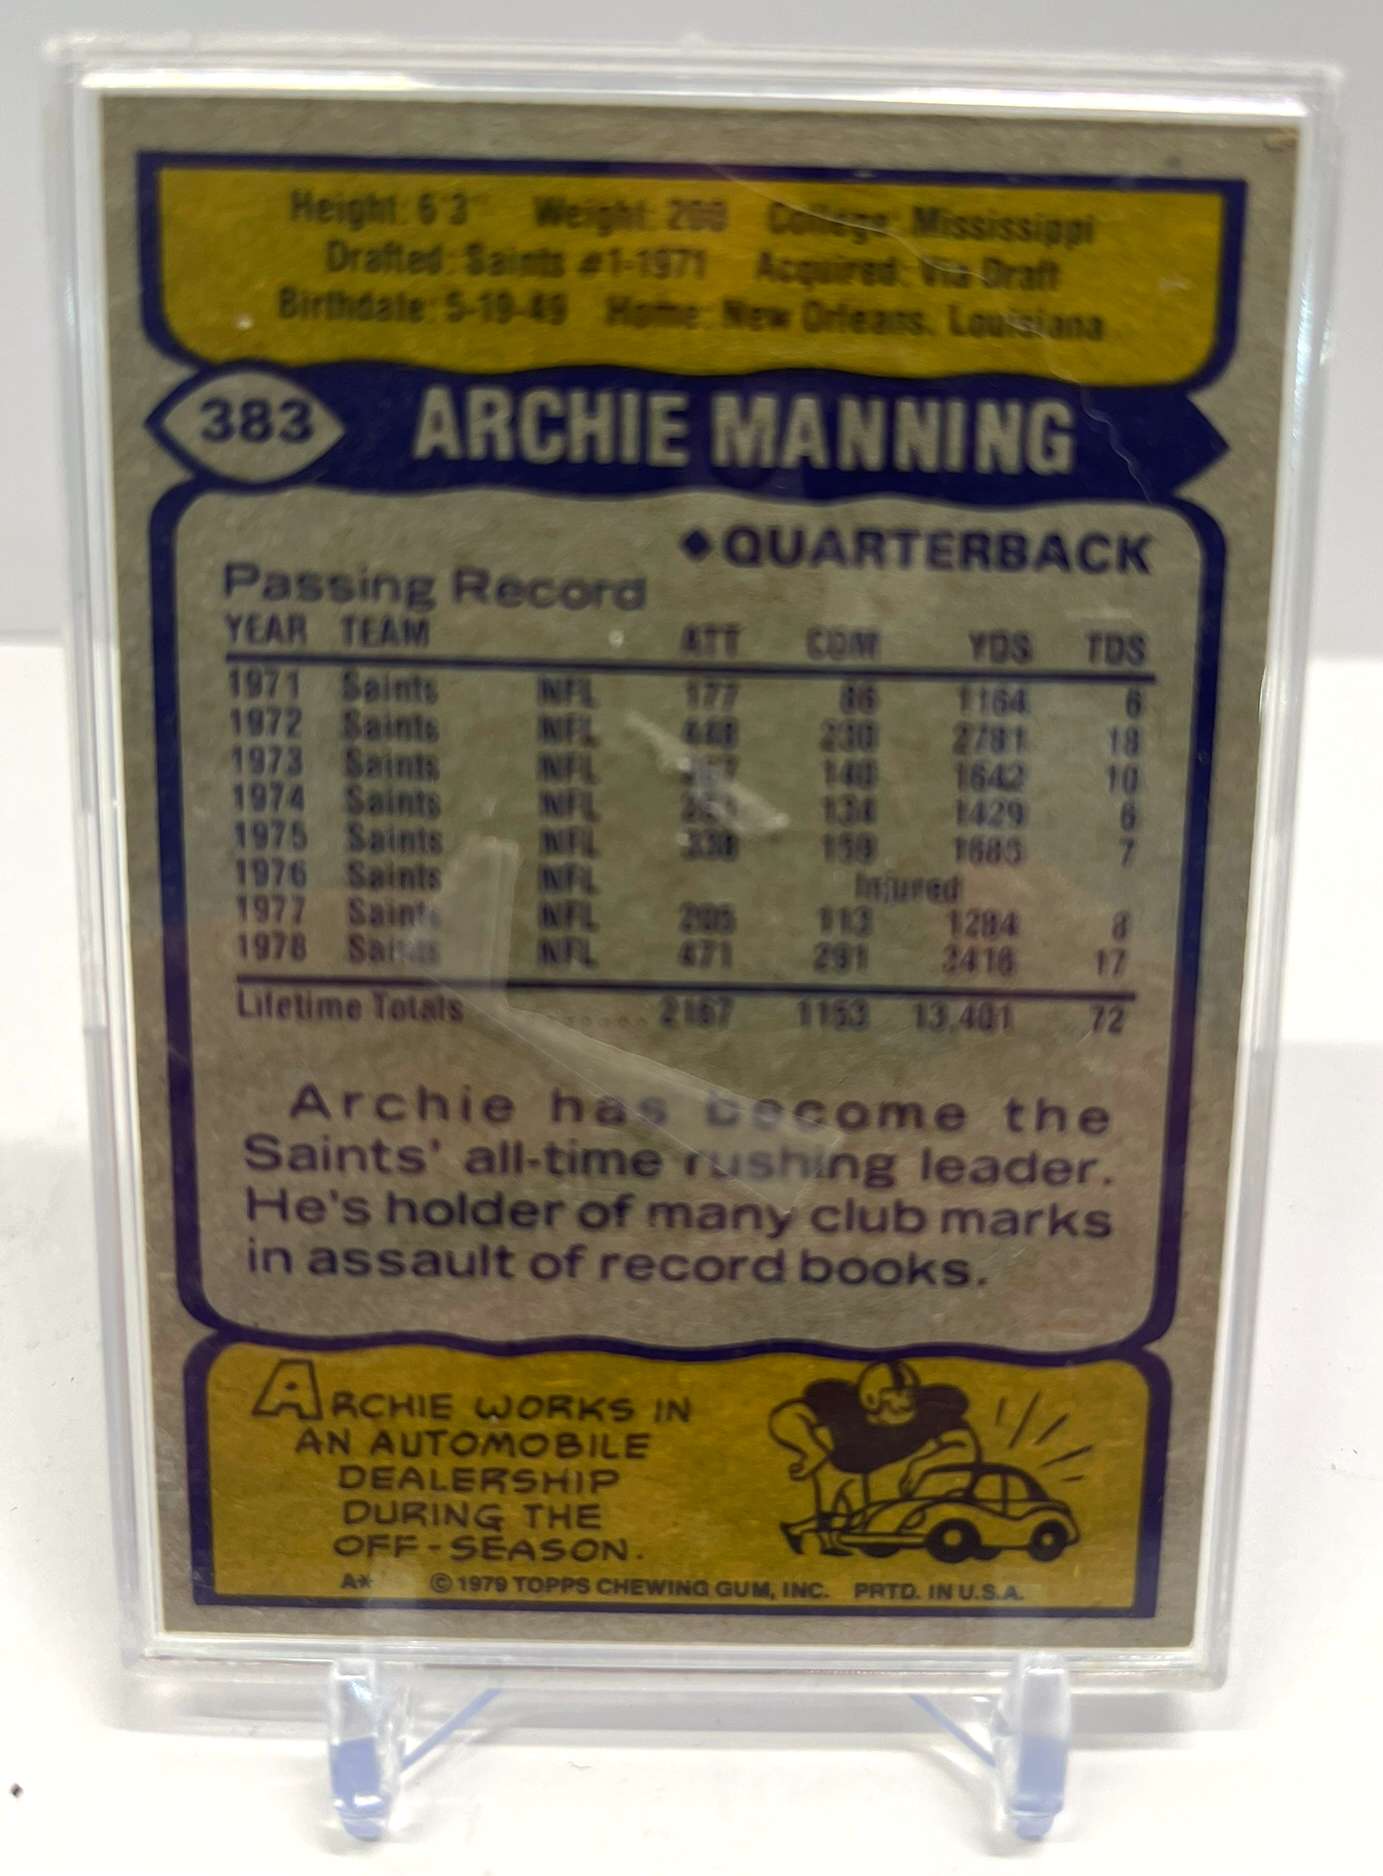 Height: 6'3" Weight: 200 College: Mississippi
Drafted: Saints #1-1971 Acquired: Via Draft
Birthdate: 5-19-49 Home: New Orleans, Louisiana
383 ARCHIE MANNING
◆QUARTERBACK
Passing Record
YEAR TEAM ATT COM YDS TDS
1971 Saints NFL 177 86 1164 6
1972 Saints NFL 448 230 2781 18
1973 Saints NFL 140 1642 10
1974 Saints NFL 134 1429 6
1975 Saints NFL 338 159 1683 7
1976 Saints NFL Injured
1977 Saints NFL 205 113 1284 8
1978 Saints NFL 471 291 3416 17
Lifetime Totals ........ 2167 1153 13,401 72
Archie has become the
Saints' all-time rushing leader.
He's holder of many club marks
in assault of record books.
ARCHIE WORKS IN
AN AUTOMOBILE
DEALERSHIP
DURING THE
OFF-SEASON.
A* © 1979 TOPPS CHEWING GUM, INC. PRTD. IN U.S.A.